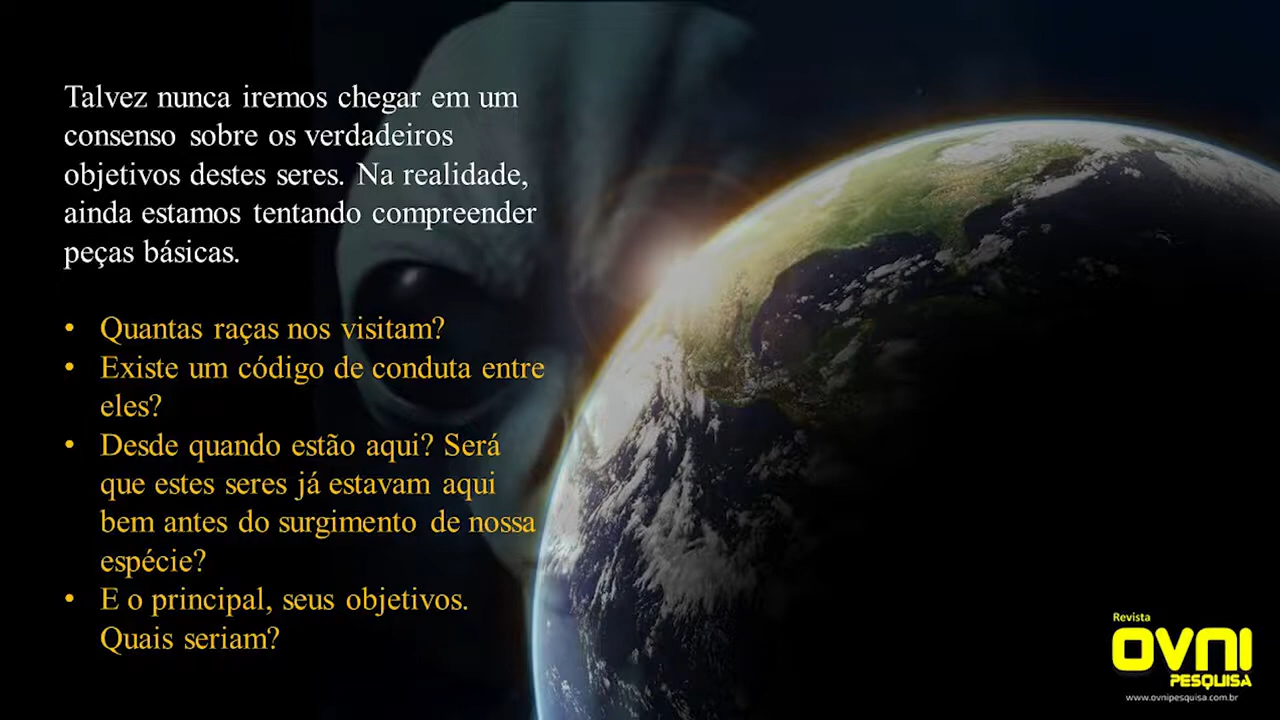 Talvez nunca iremos chegar em um
consenso sobre os verdadeiros
objetivos destes seres. Na realidade,
ainda estamos tentando compreender
peças básicas.
• Quantas raças nos visitam?
• Existe um código de conduta entre
eles?
• Desde quando estão aqui? Será
que estes seres já estavam aqui
bem antes do surgimento de nossa
espécie?
• E o principal, seus objetivos.
Quais seriam?
Revista
OVNI
PESQUISA
www.ovnipesquisa.com.br